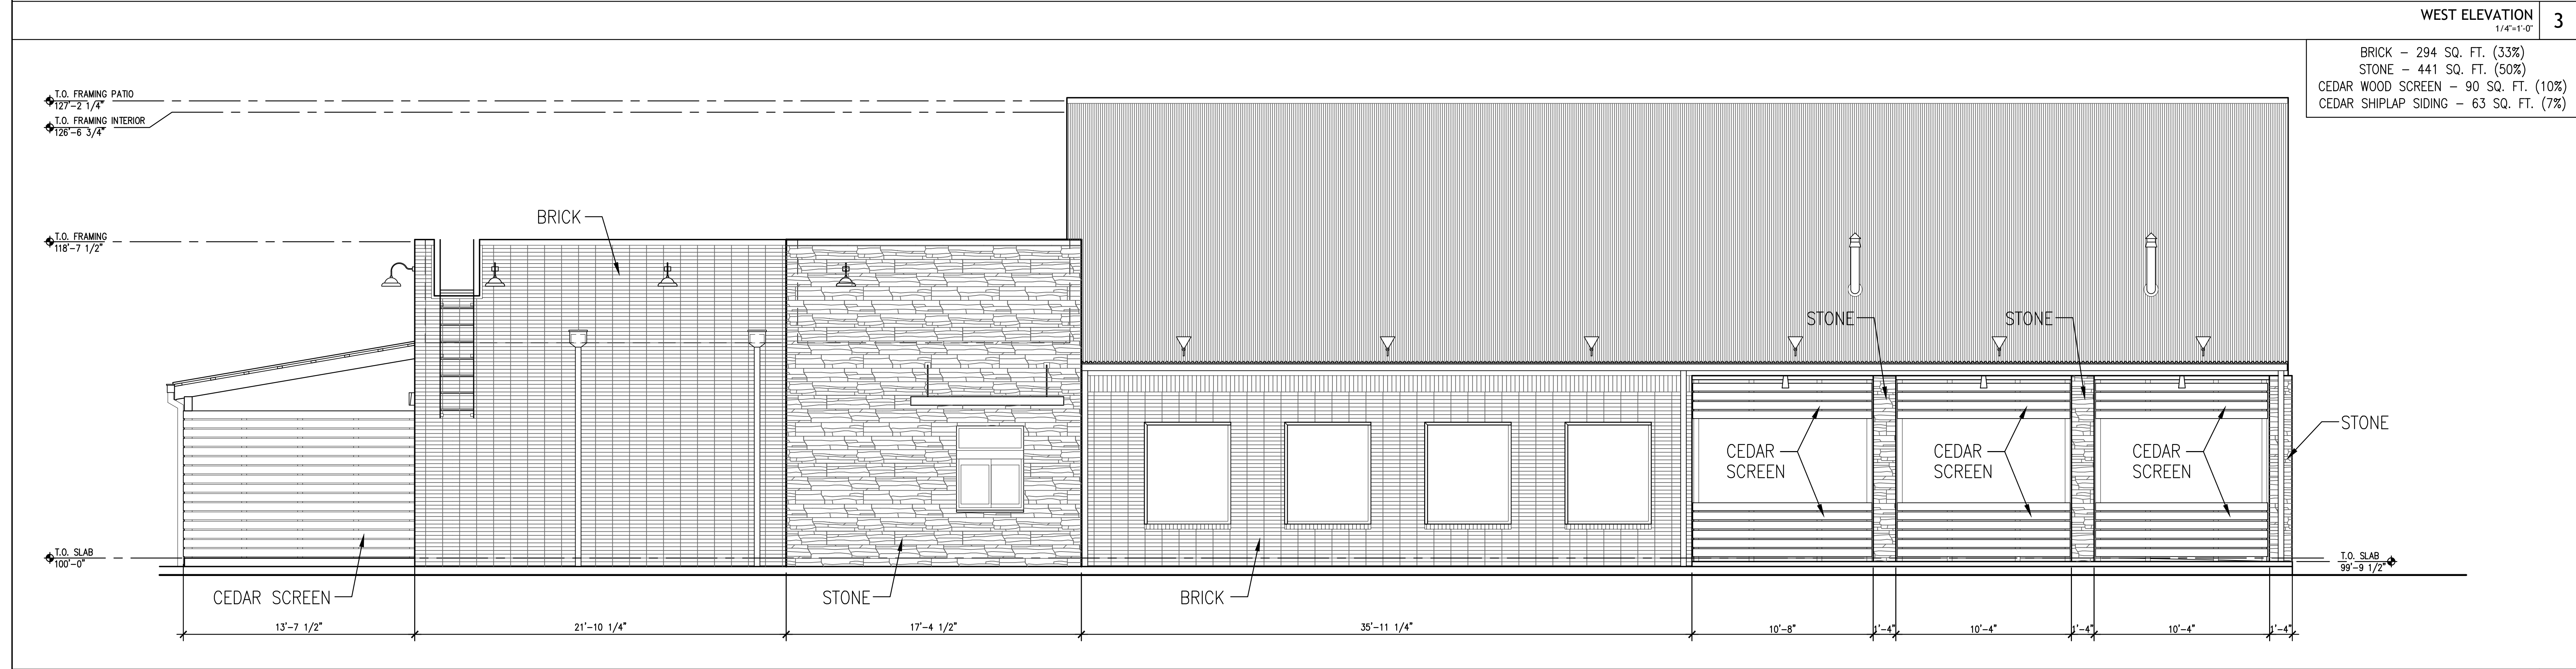 WEST ELEVATION
1/4"=1'-0"
3
BRICK – 294 SQ. FT. (33%)
STONE – 441 SQ. FT. (50%)
CEDAR WOOD SCREEN – 90 SQ. FT. (10%)
CEDAR SHIPLAP SIDING – 63 SQ. FT. (7%)
T.O. FRAMING PATIO
127'-2 1/4"
T.O. FRAMING INTERIOR
126'-6 3/4"
BRICK
T.O. FRAMING
118'-7 1/2"
STONE
STONE
STONE
CEDAR
SCREEN
CEDAR
SCREEN
CEDAR
SCREEN
T.O. SLAB
100'-0"
T.O. SLAB
99'-9 1/2"
CEDAR SCREEN
STONE
BRICK
13'-7 1/2"
21'-10 1/4"
17'-4 1/2"
35'-11 1/4"
10'-8"
1'-4"
10'-4"
1'-4"
10'-4"
1'-4"